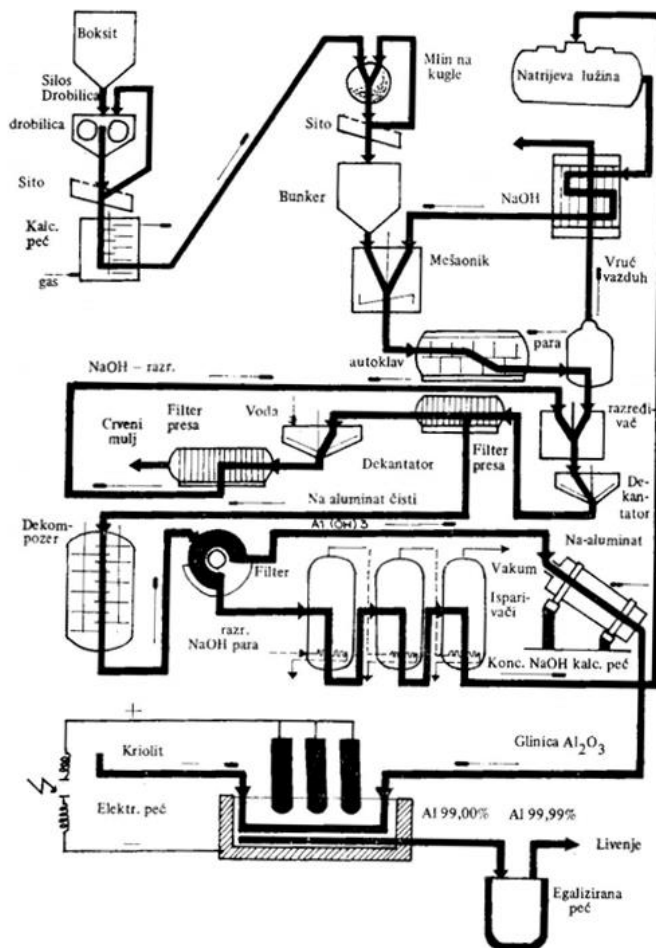 Boksit
Silos
Drobilica
drobilica
Sito
Kalc.
peć
gas
Mlin na
kugle
Sito
Bunker
Mešaonik
Natrijeva lužina
NaOH
Vruć
vazduh
para
autoklav
NaOH – razr.
Crveni
mulj
Filter
presa
Voda
Dekantator
Filter
presa
razređi-
vač
De-
kan-
tator
Na aluminat čisti
Dekom-
pozer
Al (OH) 3
Filter
Na-aluminat
Vakum
Ispari-
vači
razr.
NaOH para
Konc. NaOH kalc. peć
+
Kriolit
Glinica Al₂O₃
Elektr. peć
Al 99,00%
Al 99,99%
Livenje
Egalizirana
peć
–